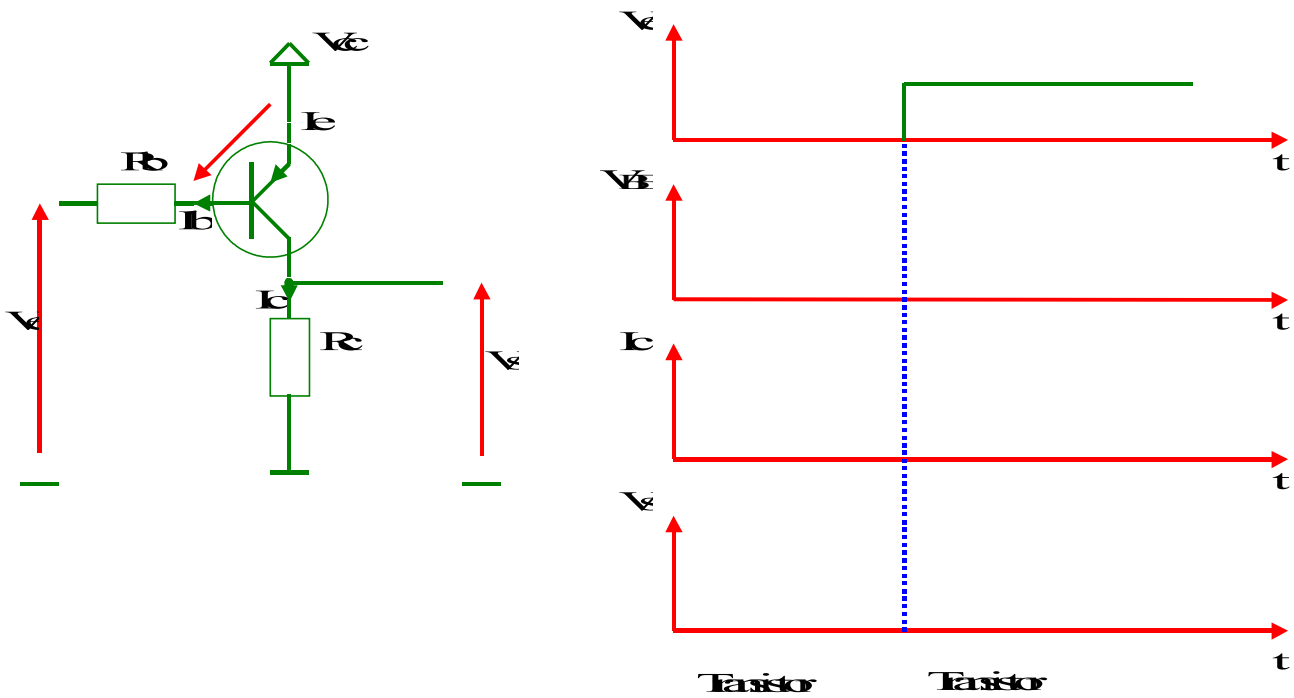 Vcc
Ie
Rb
Ib
Ic
Rc
Ve
Vs
Ve
t
VBE
t
Ic
t
Vs
t
Transistor
Transistor